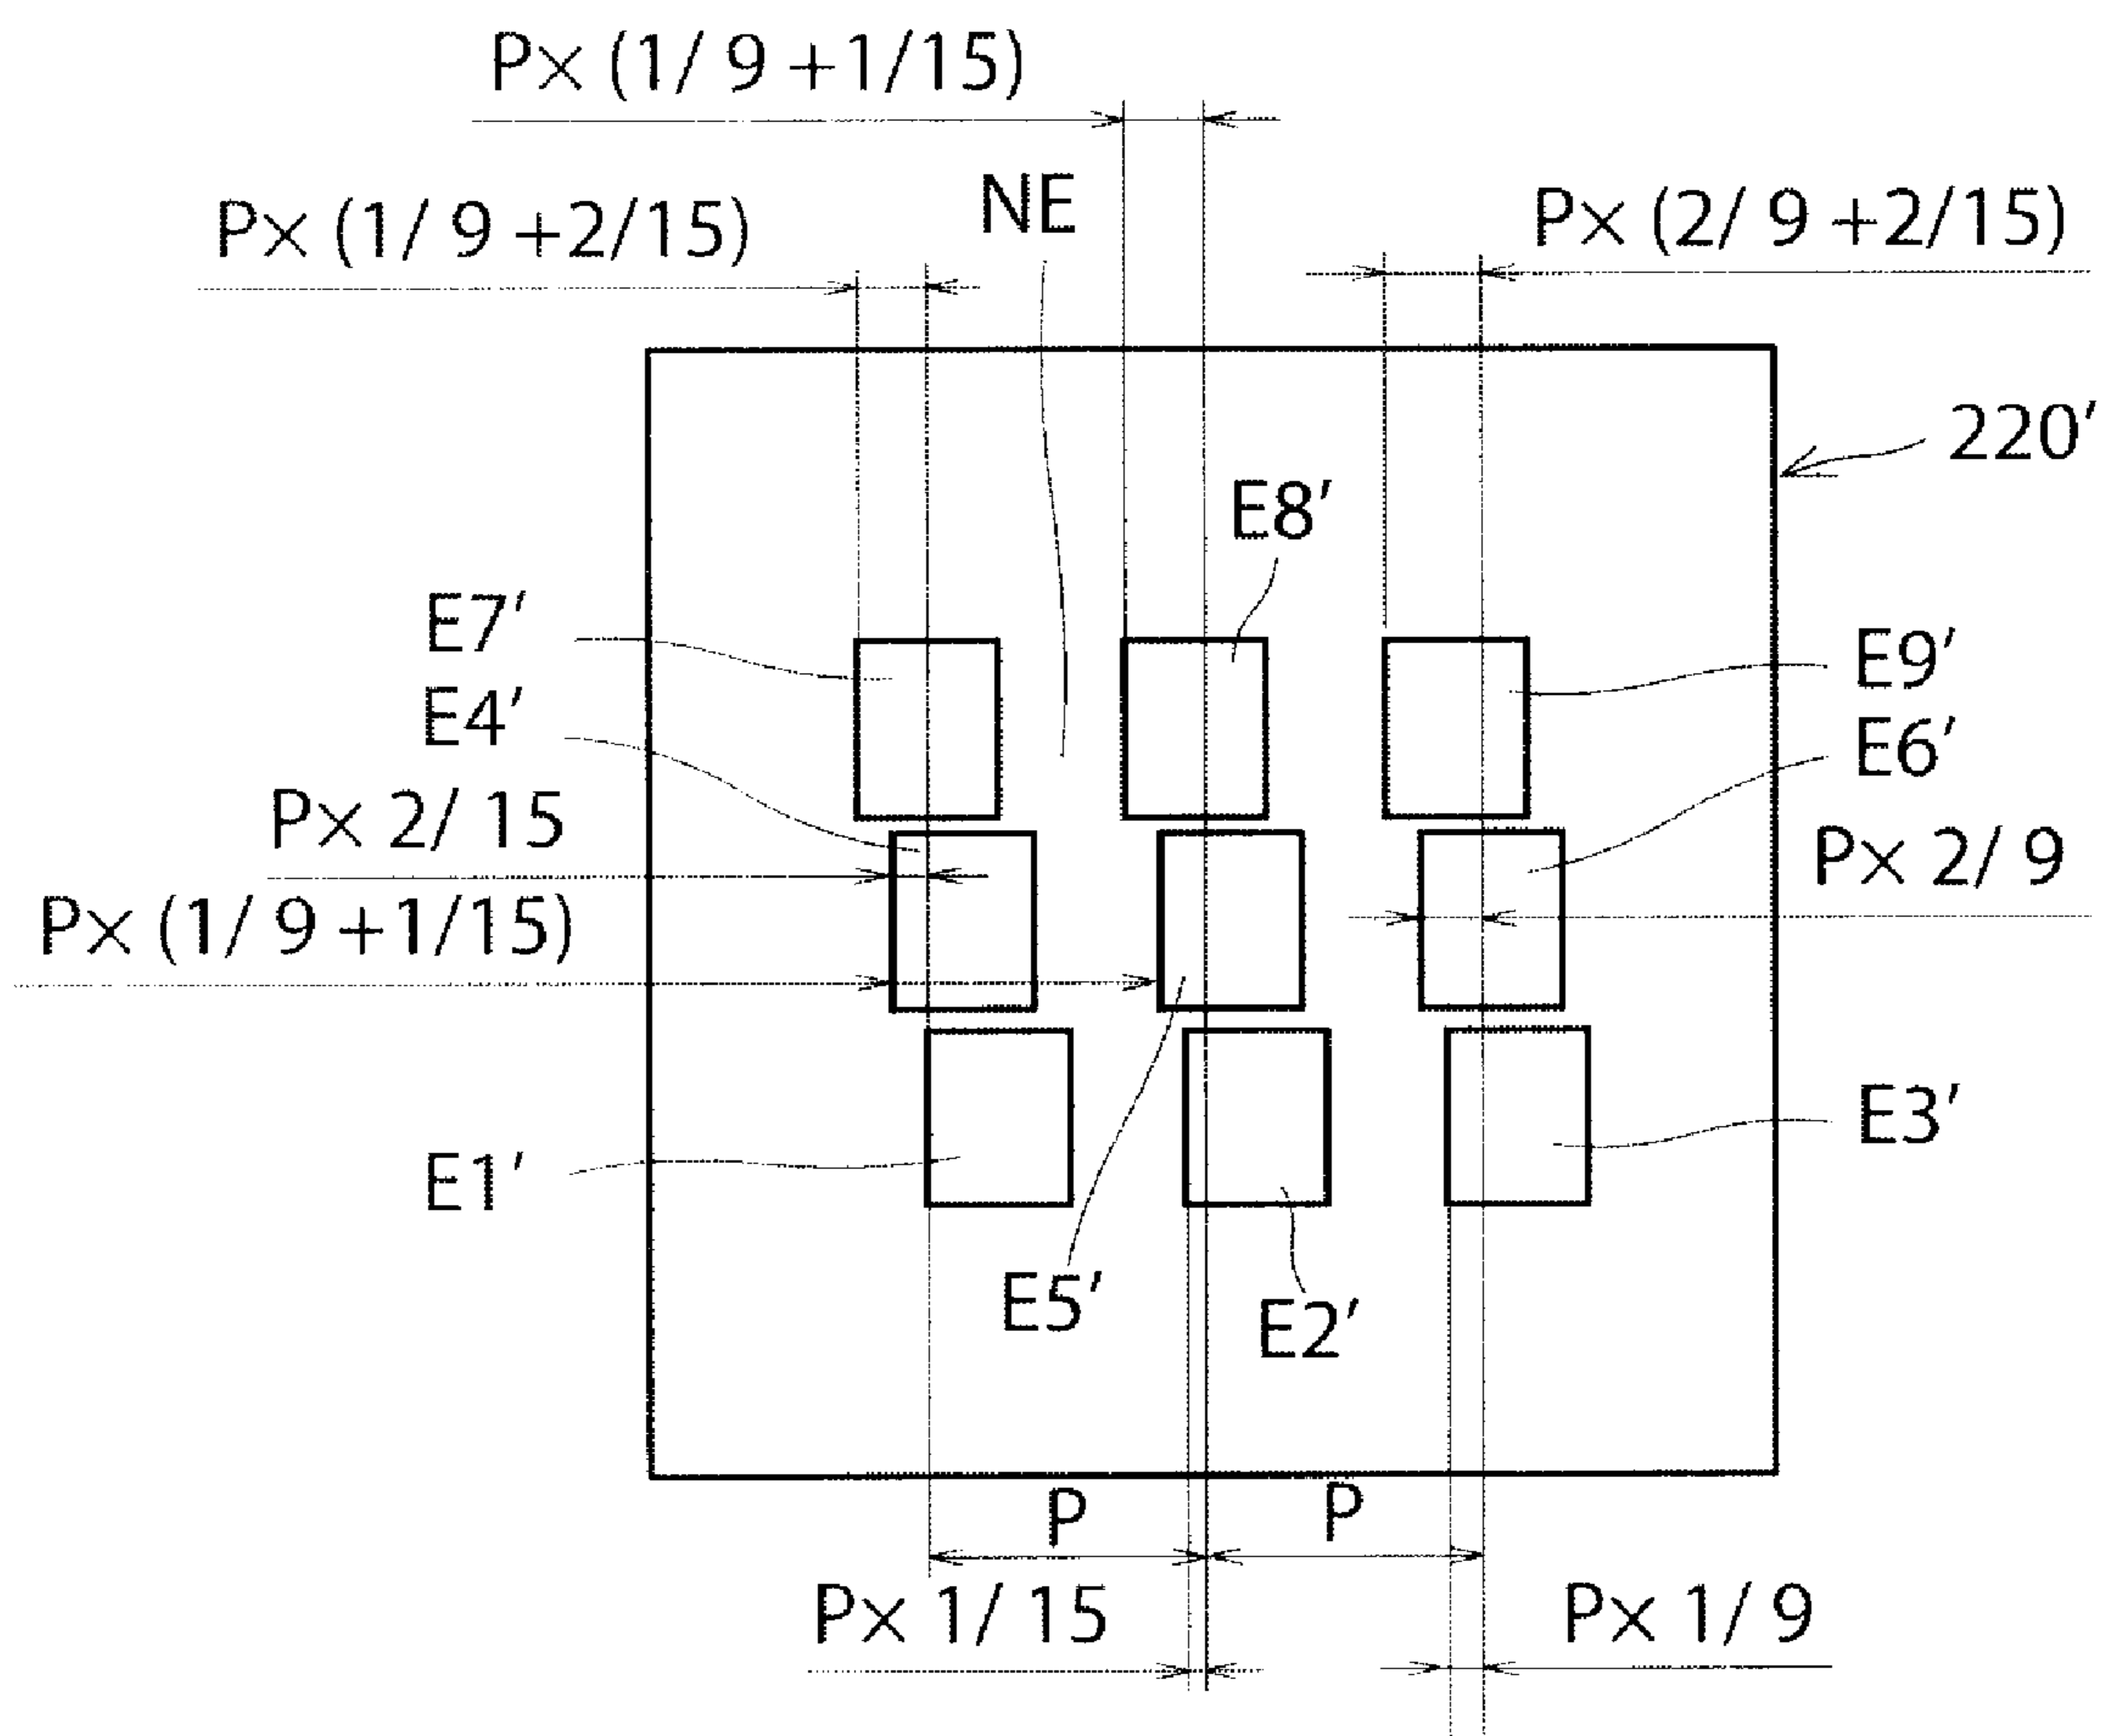 P× (1/ 9 +1/15)
NE
P× (1/ 9 +2/15)
P× (2/ 9 +2/15)
220′
E8′
E7′
E9′
E4′
E6′
P× 2/ 15
P× 2/ 9
P× (1/ 9 +1/15)
E3′
E1′
E5′
E2′
P
P
P× 1/ 15
P× 1/ 9